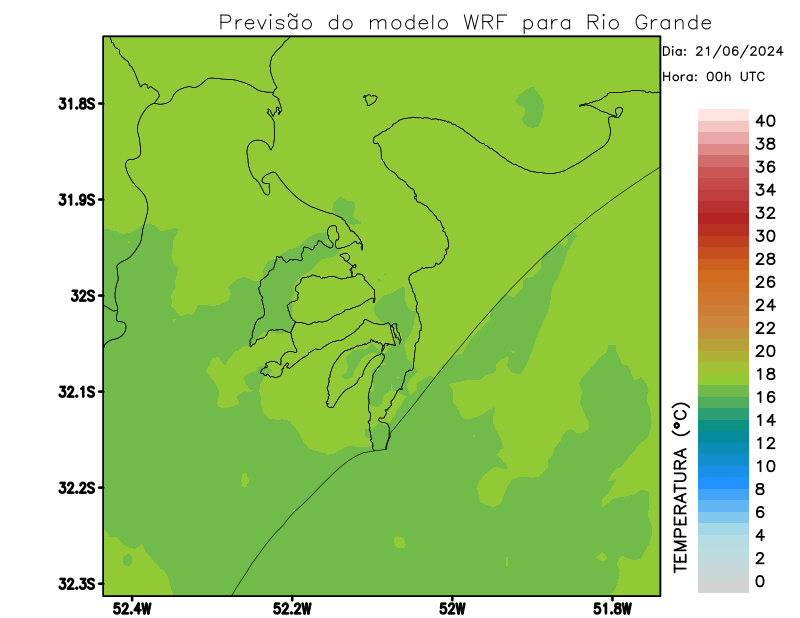 Previsão do modelo WRF para Rio Grande
Dia: 21/06/2024
Hora: 00h UTC
31.8S
31.9S
32S
32.1S
32.2S
32.3S
52.4W
52.2W
52W
51.8W
TEMPERATURA (°C)
40
38
36
34
32
30
28
26
24
22
20
18
16
14
12
10
8
6
4
2
0